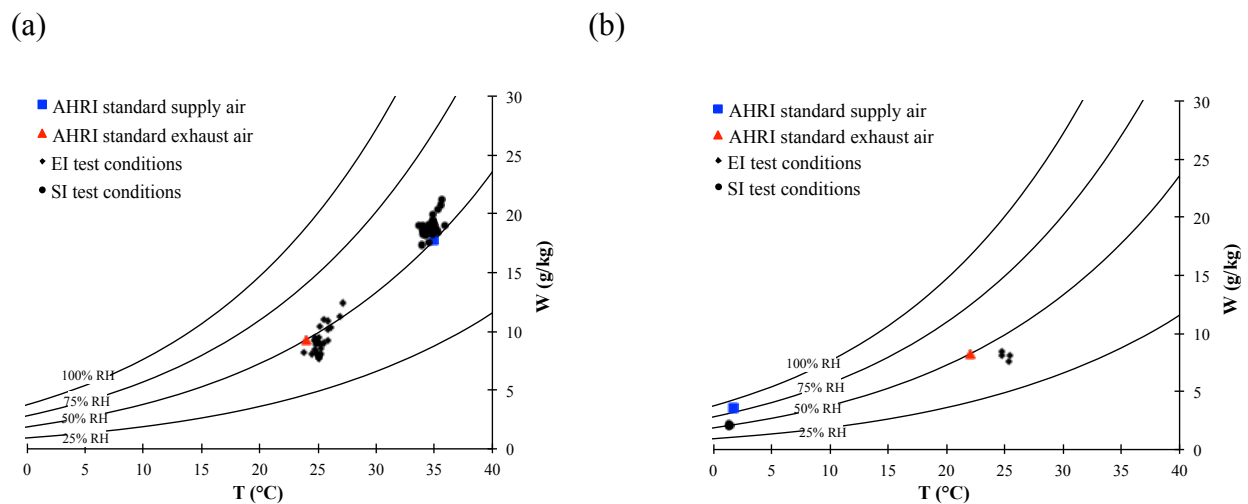 (a)
AHRI standard supply air
AHRI standard exhaust air
EI test conditions
SI test conditions
100% RH
75% RH
50% RH
25% RH
30
25
20
15
10
5
0
W (g/kg)
0 5 10 15 20 25 30 35 40
T (°C)
(b)
AHRI standard supply air
AHRI standard exhaust air
EI test conditions
SI test conditions
100% RH
75% RH
50% RH
25% RH
30
25
20
15
10
5
0
W (g/kg)
0 5 10 15 20 25 30 35 40
T (°C)